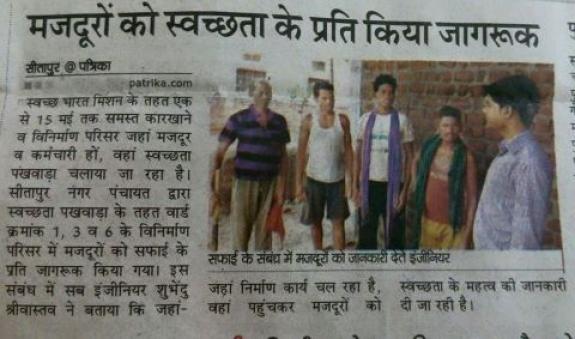 मजदूरों को स्वच्छता के प्रति किया जागरूक
सीतापुर @ पत्रिका
patrika.com
स्वच्छ भारत मिशन के तहत एक
से 15 मई तक समस्त कारखाने
व विनिर्माण परिसर जहां मजदूर
व कर्मचारी हों, वहां स्वच्छता
पखवाड़ा चलाया जा रहा है।
सीतापुर नगर पंचायत द्वारा
स्वच्छता पखवाड़ा के तहत वार्ड
क्रमांक 1, 3 व 6 के विनिर्माण
परिसर में मजदूरों को सफाई के
प्रति जागरूक किया गया। इस
संबंध में सब इंजीनियर शुभेंदु
श्रीवास्तव ने बताया कि जहां-
सफाई के संबंध में मजदूरों को जानकारी देते इंजीनियर
जहां निर्माण कार्य चल रहा है,
वहां पहुंचकर मजदूरों को
स्वच्छता के महत्व की जानकारी
दी जा रही है।